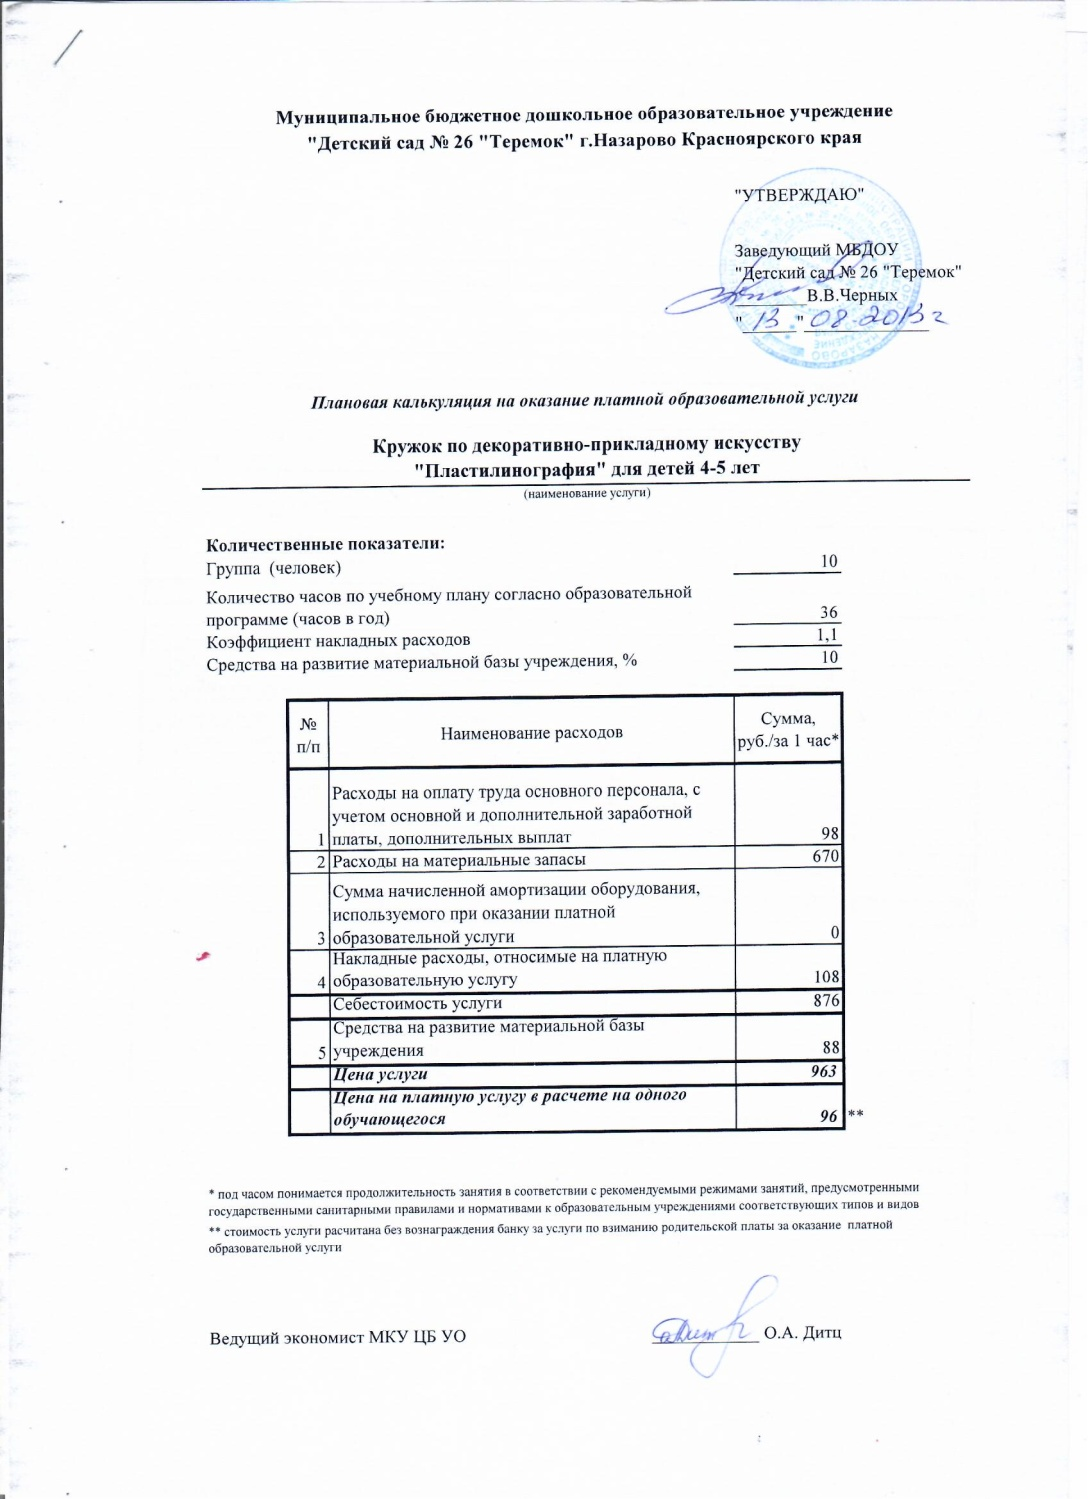 Муниципальное бюджетное дошкольное образовательное учреждение
"Детский сад № 26 "Теремок" г.Назарово Красноярского края
"УТВЕРЖДАЮ"
Заведующий МБДОУ
"Детский сад № 26 "Теремок"
________В.В.Черных
"13" 08.2013г
Плановая калькуляция на оказание платной образовательной услуги
Кружок по декоративно-прикладному искусству
"Пластилинография" для детей 4-5 лет
(наименование услуги)
Количественные показатели:
Группа (человек) 10
Количество часов по учебному плану согласно образовательной
программе (часов в год) 36
Коэффициент накладных расходов 1,1
Средства на развитие материальной базы учреждения, % 10
№
п/п
Наименование расходов
Сумма,
руб./за 1 час*
Расходы на оплату труда основного персонала, с
учетом основной и дополнительной заработной
1 платы, дополнительных выплат 98
2 Расходы на материальные запасы 670
Сумма начисленной амортизации оборудования,
используемого при оказании платной
3 образовательной услуги 0
Накладные расходы, относимые на платную
4 образовательную услугу 108
Себестоимость услуги 876
Средства на развитие материальной базы
5 учреждения 88
Цена услуги 963
Цена на платную услугу в расчете на одного
обучающегося 96 **
* под часом понимается продолжительность занятия в соответствии с рекомендуемыми режимами занятий, предусмотренными
государственными санитарными правилами и нормативами к образовательным учреждениями соответствующих типов и видов
** стоимость услуги расчитана без вознаграждения банку за услуги по взиманию родительской платы за оказание платной
образовательной услуги
Ведущий экономист МКУ ЦБ УО ____________ О.А. Дитц